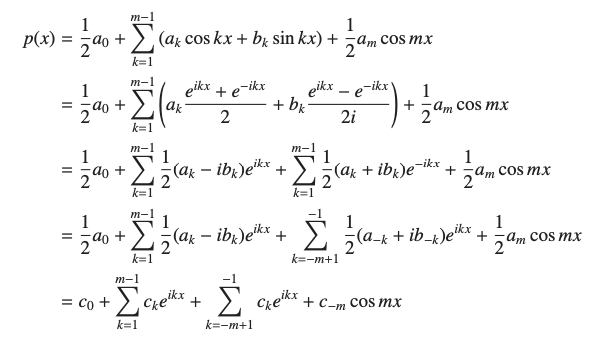 p(x) = \frac{1}{2}a_0 + \sum_{k=1}^{m-1} (a_k \cos kx + b_k \sin kx) + \frac{1}{2}a_m \cos mx
= \frac{1}{2}a_0 + \sum_{k=1}^{m-1} \left( a_k \frac{e^{ikx} + e^{-ikx}}{2} + b_k \frac{e^{ikx} - e^{-ikx}}{2i} \right) + \frac{1}{2}a_m \cos mx
= \frac{1}{2}a_0 + \sum_{k=1}^{m-1} \frac{1}{2}(a_k - ib_k)e^{ikx} + \sum_{k=1}^{m-1} \frac{1}{2}(a_k + ib_k)e^{-ikx} + \frac{1}{2}a_m \cos mx
= \frac{1}{2}a_0 + \sum_{k=1}^{m-1} \frac{1}{2}(a_k - ib_k)e^{ikx} + \sum_{k=-m+1}^{-1} \frac{1}{2}(a_{-k} + ib_{-k})e^{ikx} + \frac{1}{2}a_m \cos mx
= c_0 + \sum_{k=1}^{m-1} c_k e^{ikx} + \sum_{k=-m+1}^{-1} c_k e^{ikx} + c_{-m} \cos mx